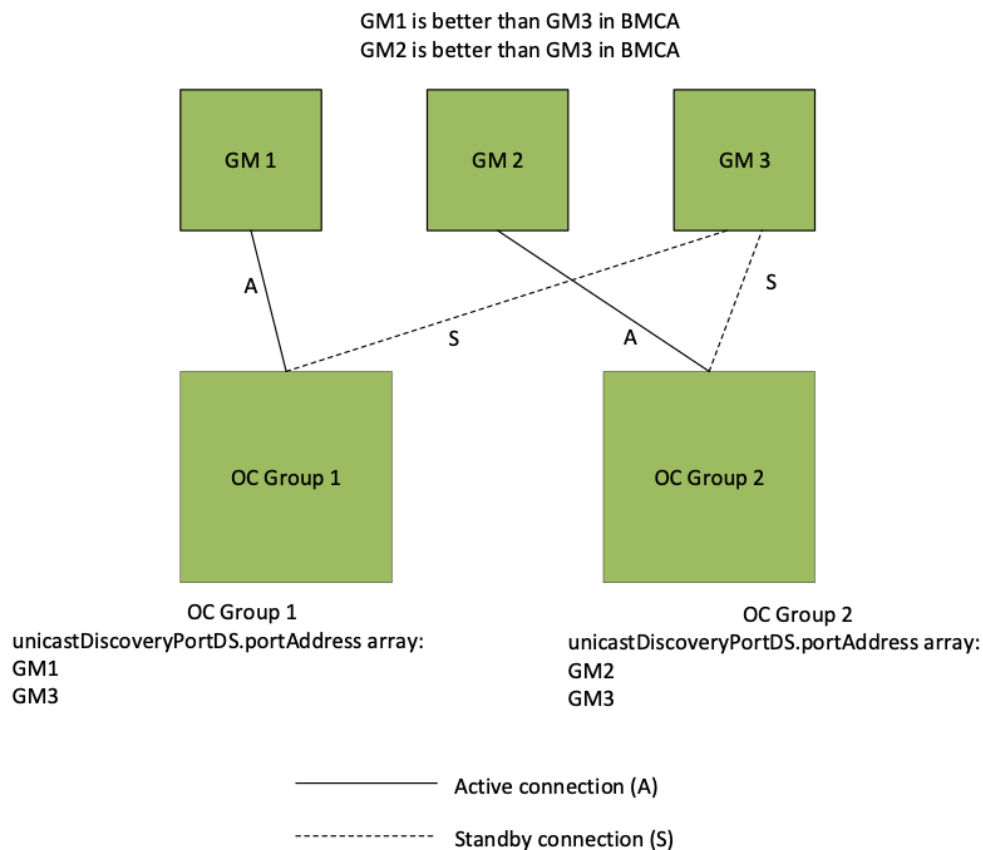 GM1 is better than GM3 in BMCA
GM2 is better than GM3 in BMCA
GM 1
GM 2
GM 3
A
S
S
A
OC Group 1
OC Group 2
OC Group 1
unicastDiscoveryPortDS.portAddress array:
GM1
GM3
OC Group 2
unicastDiscoveryPortDS.portAddress array:
GM2
GM3
Active connection (A)
Standby connection (S)